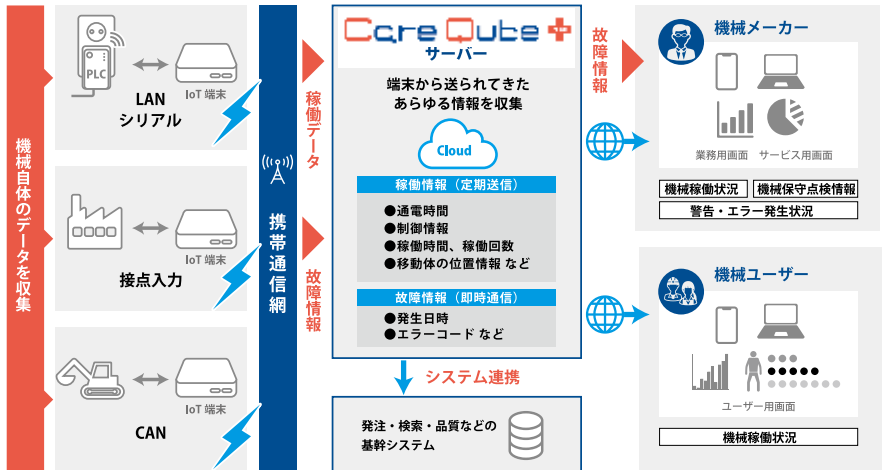 機械自体のデータを収集
PLC
IoT 端末
LAN
シリアル
IoT 端末
接点入力
IoT 端末
CAN
携帯通信網
稼働データ
故障情報
Care Qube +
サーバー
端末から送られてきた
あらゆる情報を収集
Cloud
稼働情報（定期送信）
●通電時間
●制御情報
●稼働時間、稼働回数
●移動体の位置情報 など
故障情報（即時通信）
●発生日時
●エラーコード など
システム連携
発注・検索・品質などの
基幹システム
故障情報
機械メーカー
業務用画面 サービス用画面
機械稼働状況 機械保守点検情報
警告・エラー発生状況
機械ユーザー
ユーザー用画面
機械稼働状況